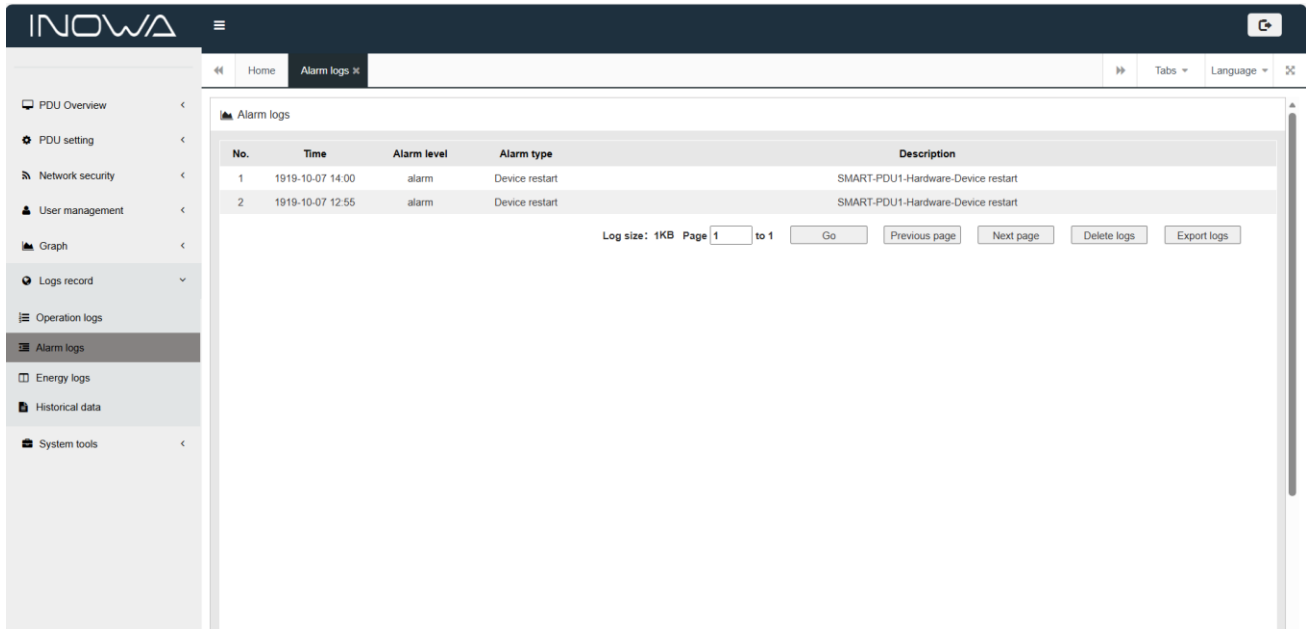 INOWA
Home Alarm logs Tabs Language
PDU Overview
PDU setting
Network security
User management
Graph
Logs record
Operation logs
Alarm logs
Energy logs
Historical data
System tools
Alarm logs
No. Time Alarm level Alarm type Description
1 1919-10-07 14:00 alarm Device restart SMART-PDU1-Hardware-Device restart
2 1919-10-07 12:55 alarm Device restart SMART-PDU1-Hardware-Device restart
Log size: 1KB Page 1 to 1 Go Previous page Next page Delete logs Export logs